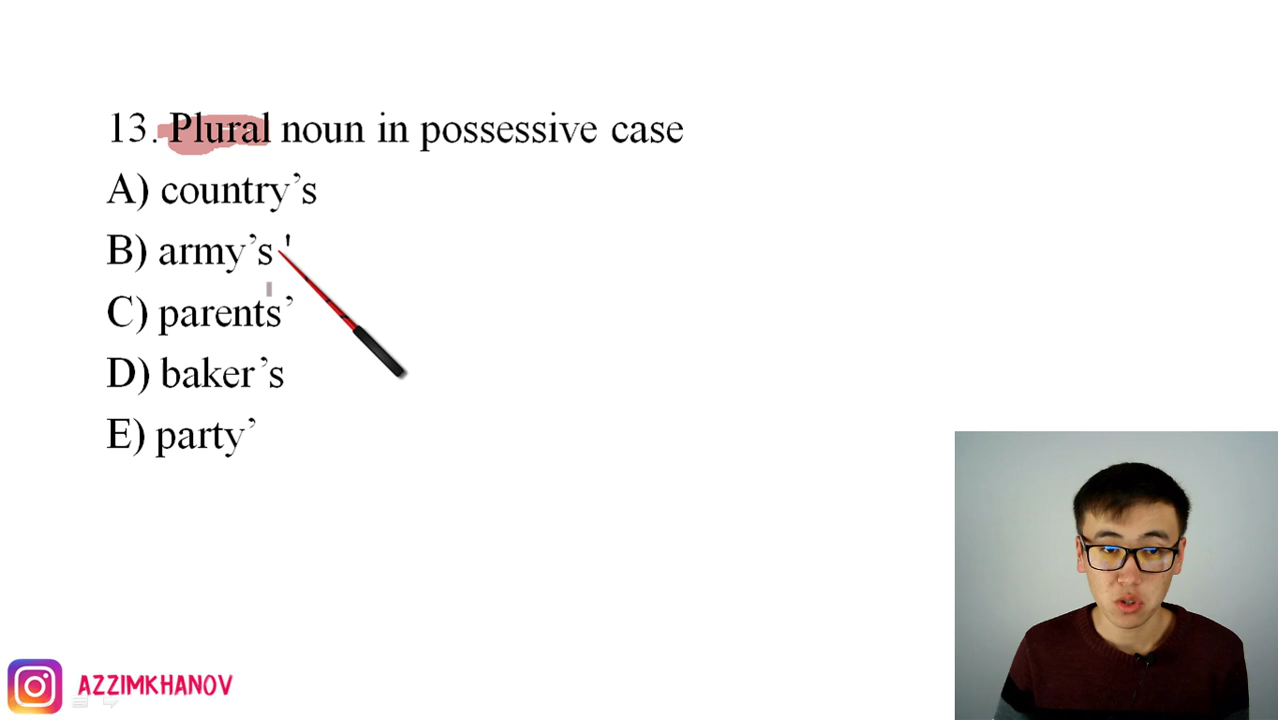 13. Plural noun in possessive case
A) country’s
B) army’s '
C) parents’
D) baker’s
E) party’
AZZIMKHANOV